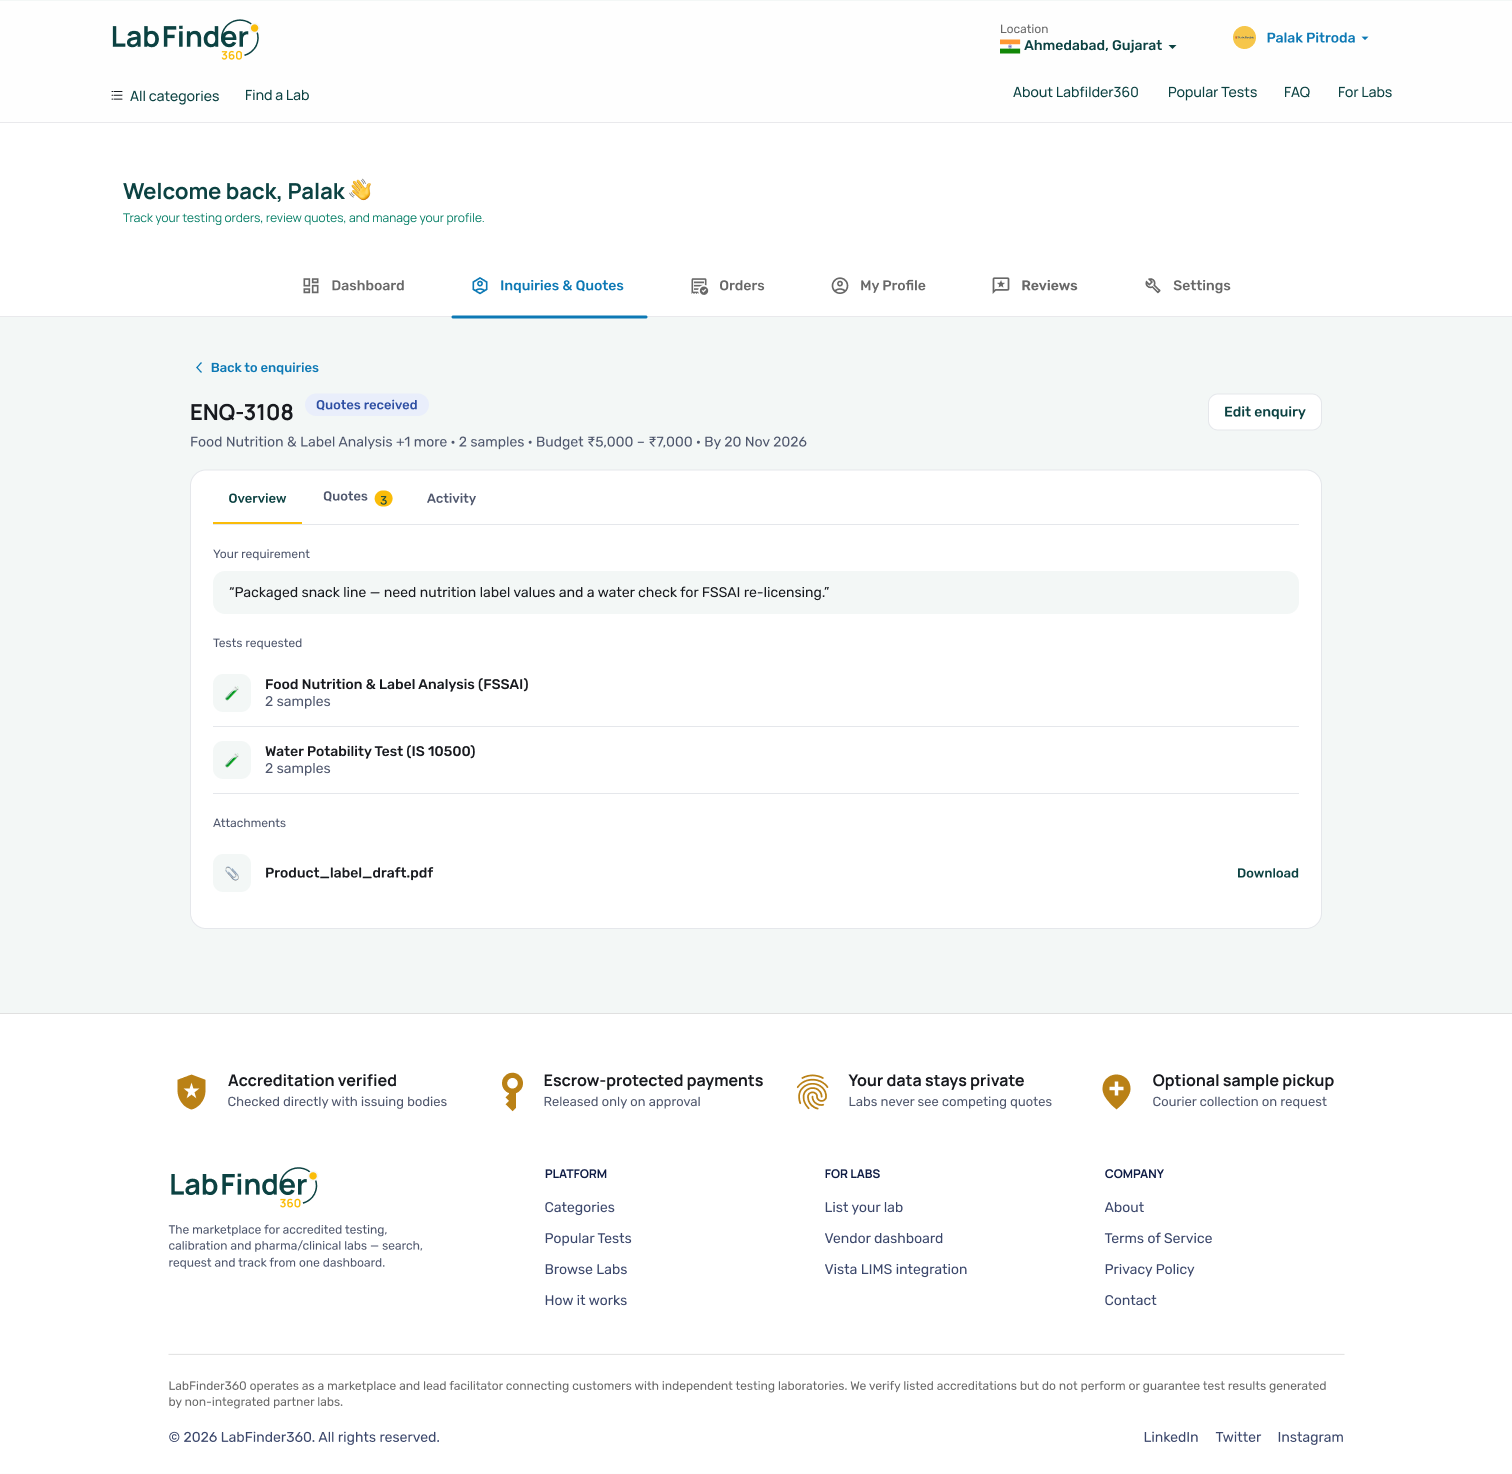 LabFinder
360
Location
Ahmedabad, Gujarat
Palak Pitroda
All categories
Find a Lab
About Labfilder360
Popular Tests
FAQ
For Labs
Welcome back, Palak 👋
Track your testing orders, review quotes, and manage your profile.
Dashboard
Inquiries & Quotes
Orders
My Profile
Reviews
Settings
Back to enquiries
ENQ-3108
Quotes received
Edit enquiry
Food Nutrition & Label Analysis +1 more • 2 samples • Budget ₹5,000 – ₹7,000 • By 20 Nov 2026
Overview
Quotes 3
Activity
Your requirement
"Packaged snack line — need nutrition label values and a water check for FSSAI re-licensing."
Tests requested
Food Nutrition & Label Analysis (FSSAI)
2 samples
Water Potability Test (IS 10500)
2 samples
Attachments
Product_label_draft.pdf
Download
Accreditation verified
Checked directly with issuing bodies
Escrow-protected payments
Released only on approval
Your data stays private
Labs never see competing quotes
Optional sample pickup
Courier collection on request
LabFinder
360
The marketplace for accredited testing,
calibration and pharma/clinical labs — search,
request and track from one dashboard.
PLATFORM
Categories
Popular Tests
Browse Labs
How it works
FOR LABS
List your lab
Vendor dashboard
Vista LIMS integration
COMPANY
About
Terms of Service
Privacy Policy
Contact
LabFinder360 operates as a marketplace and lead facilitator connecting customers with independent testing laboratories. We verify listed accreditations but do not perform or guarantee test results generated
by non-integrated partner labs.
© 2026 LabFinder360. All rights reserved.
LinkedIn
Twitter
Instagram